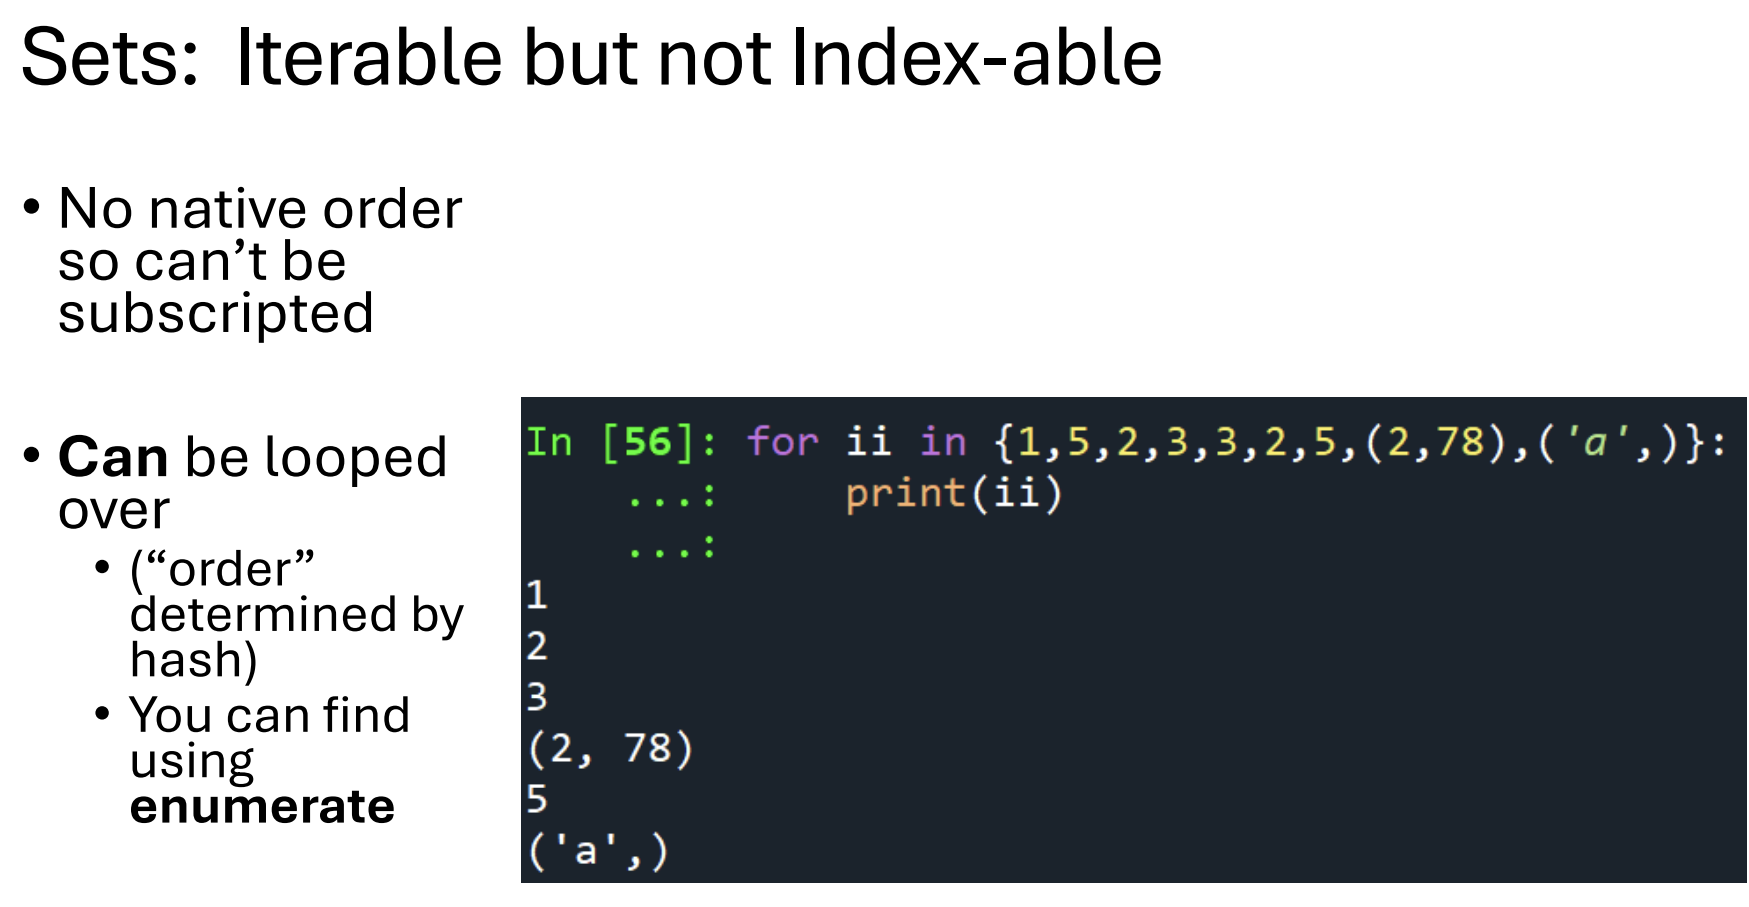 Sets:  Iterable but not Index-able
• No native order
so can’t be
subscripted
• Can be looped
over
• (“order”
determined by
hash)
• You can find
using
enumerate
In [56]: for ii in {1,5,2,3,3,2,5,(2,78),('a',)}:
...:     print(ii)
...:
1
2
3
(2, 78)
5
('a',)